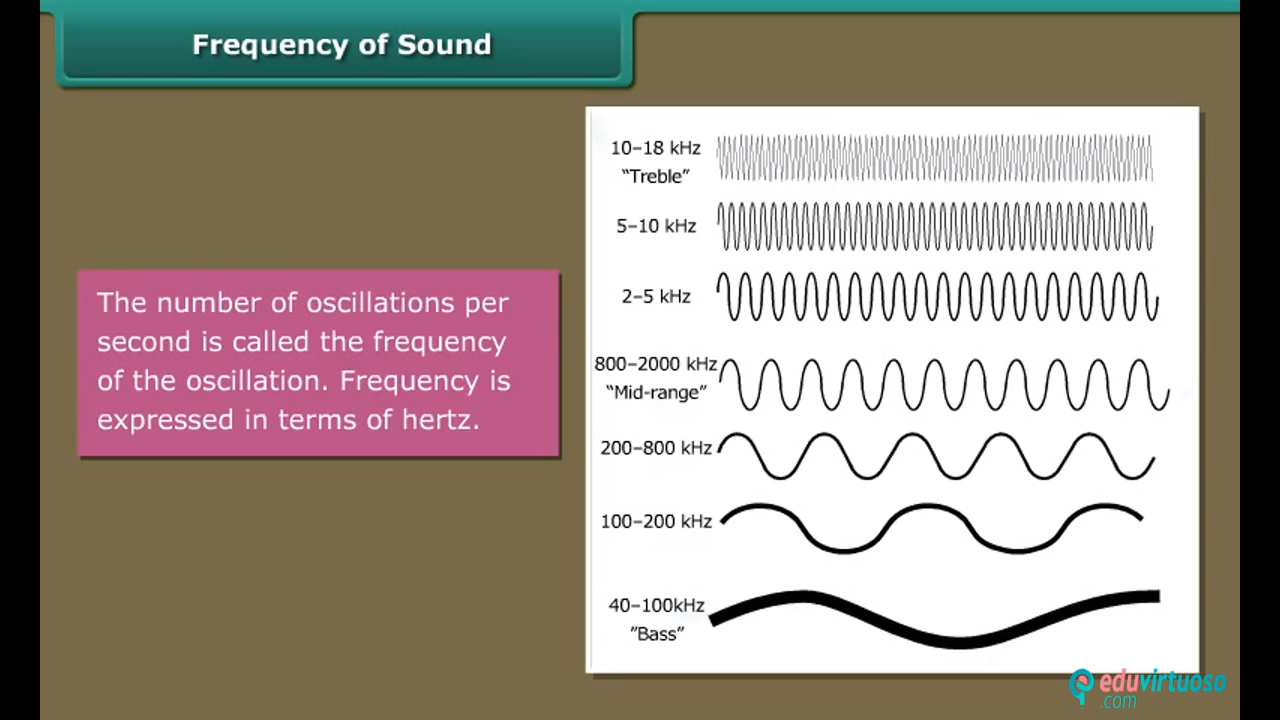 Frequency of Sound
The number of oscillations per
second is called the frequency
of the oscillation. Frequency is
expressed in terms of hertz.
10–18 kHz
“Treble”
5–10 kHz
2–5 kHz
800–2000 kHz
“Mid-range”
200–800 kHz
100–200 kHz
40–100kHz
”Bass”
eduvirtuoso
.com